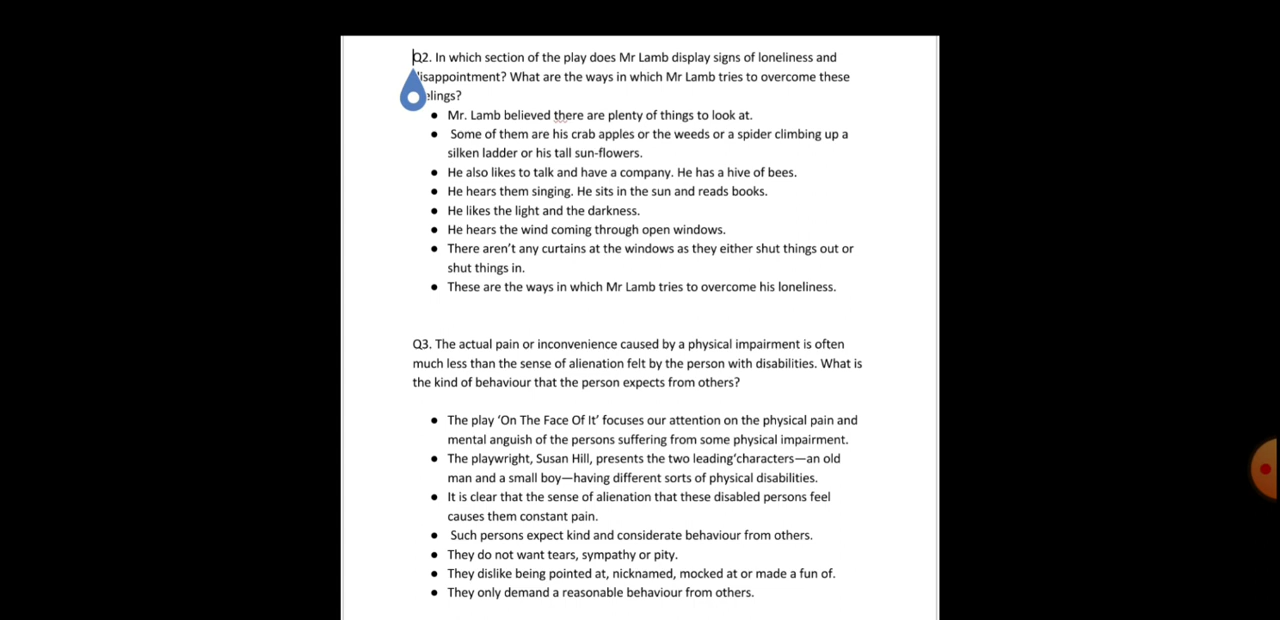 Q2. In which section of the play does Mr Lamb display signs of loneliness and
isappointment? What are the ways in which Mr Lamb tries to overcome these
elings?
● Mr. Lamb believed there are plenty of things to look at.
● Some of them are his crab apples or the weeds or a spider climbing up a
silken ladder or his tall sun-flowers.
● He also likes to talk and have a company. He has a hive of bees.
● He hears them singing. He sits in the sun and reads books.
● He likes the light and the darkness.
● He hears the wind coming through open windows.
● There aren't any curtains at the windows as they either shut things out or
shut things in.
● These are the ways in which Mr Lamb tries to overcome his loneliness.
Q3. The actual pain or inconvenience caused by a physical impairment is often
much less than the sense of alienation felt by the person with disabilities. What is
the kind of behaviour that the person expects from others?
● The play ‘On The Face Of It’ focuses our attention on the physical pain and
mental anguish of the persons suffering from some physical impairment.
● The playwright, Susan Hill, presents the two leading'characters—an old
man and a small boy—having different sorts of physical disabilities.
● It is clear that the sense of alienation that these disabled persons feel
causes them constant pain.
● Such persons expect kind and considerate behaviour from others.
● They do not want tears, sympathy or pity.
● They dislike being pointed at, nicknamed, mocked at or made a fun of.
● They only demand a reasonable behaviour from others.